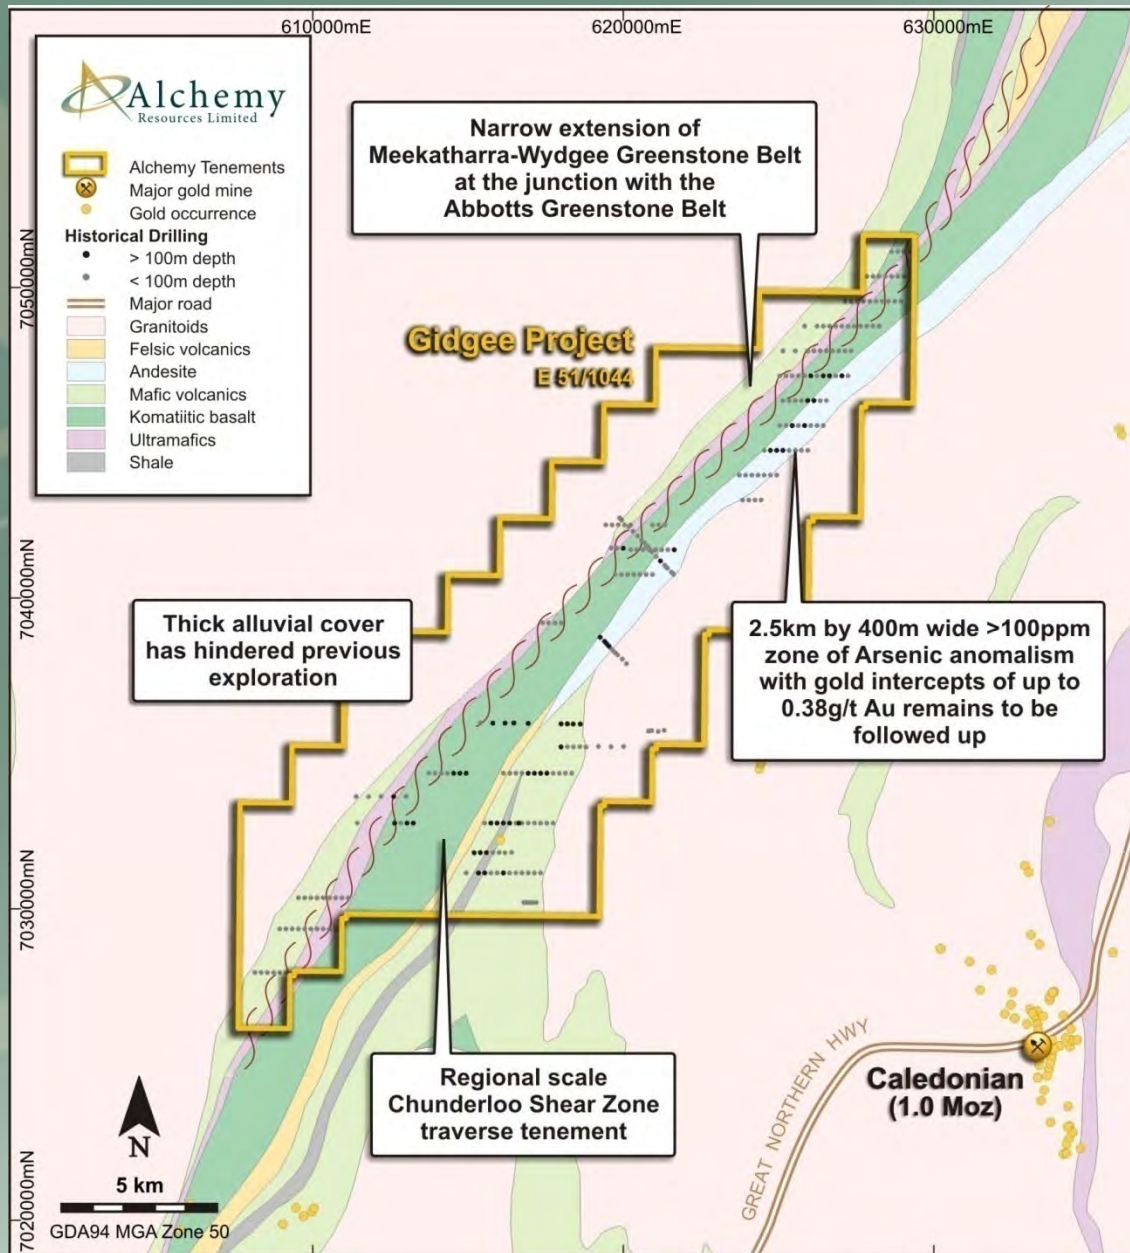 610000mE
620000mE
630000mE
Alchemy
Resources Limited
Alchemy Tenements
Major gold mine
Gold occurrence
Historical Drilling
> 100m depth
< 100m depth
Major road
Granitoids
Felsic volcanics
Andesite
Mafic volcanics
Komatiitic basalt
Ultramafics
Shale
Narrow extension of
Meekatharra-Wydgee Greenstone Belt
at the junction with the
Abbotts Greenstone Belt
7050000mN
Gidgee Project
E 51/1044
7040000mN
Thick alluvial cover
has hindered previous
exploration
2.5km by 400m wide >100ppm
zone of Arsenic anomalism
with gold intercepts of up to
0.38g/t Au remains to be
followed up
7030000mN
Regional scale
Chunderloo Shear Zone
traverse tenement
GREAT NORTHERN HWY
Caledonian
(1.0 Moz)
N
5 km
7020000mN
GDA94 MGA Zone 50